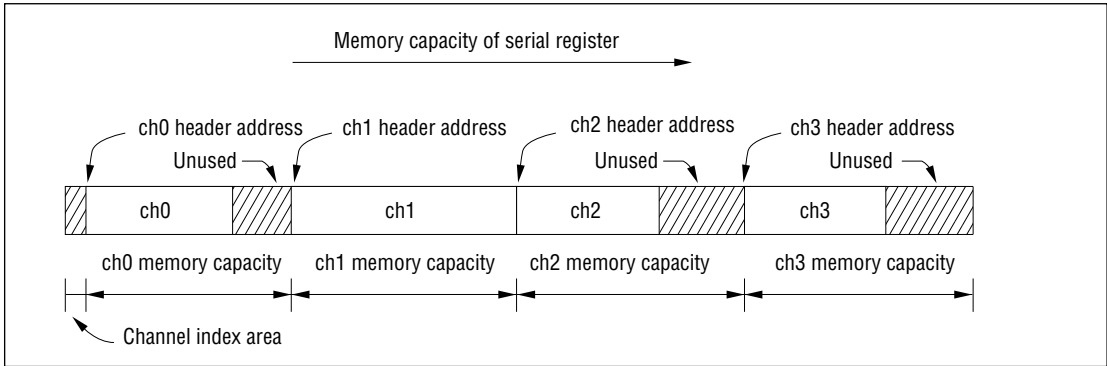 Memory capacity of serial register
ch0 header address
ch1 header address
ch2 header address
ch3 header address
Unused
Unused
Unused
ch0
ch1
ch2
ch3
ch0 memory capacity
ch1 memory capacity
ch2 memory capacity
ch3 memory capacity
Channel index area